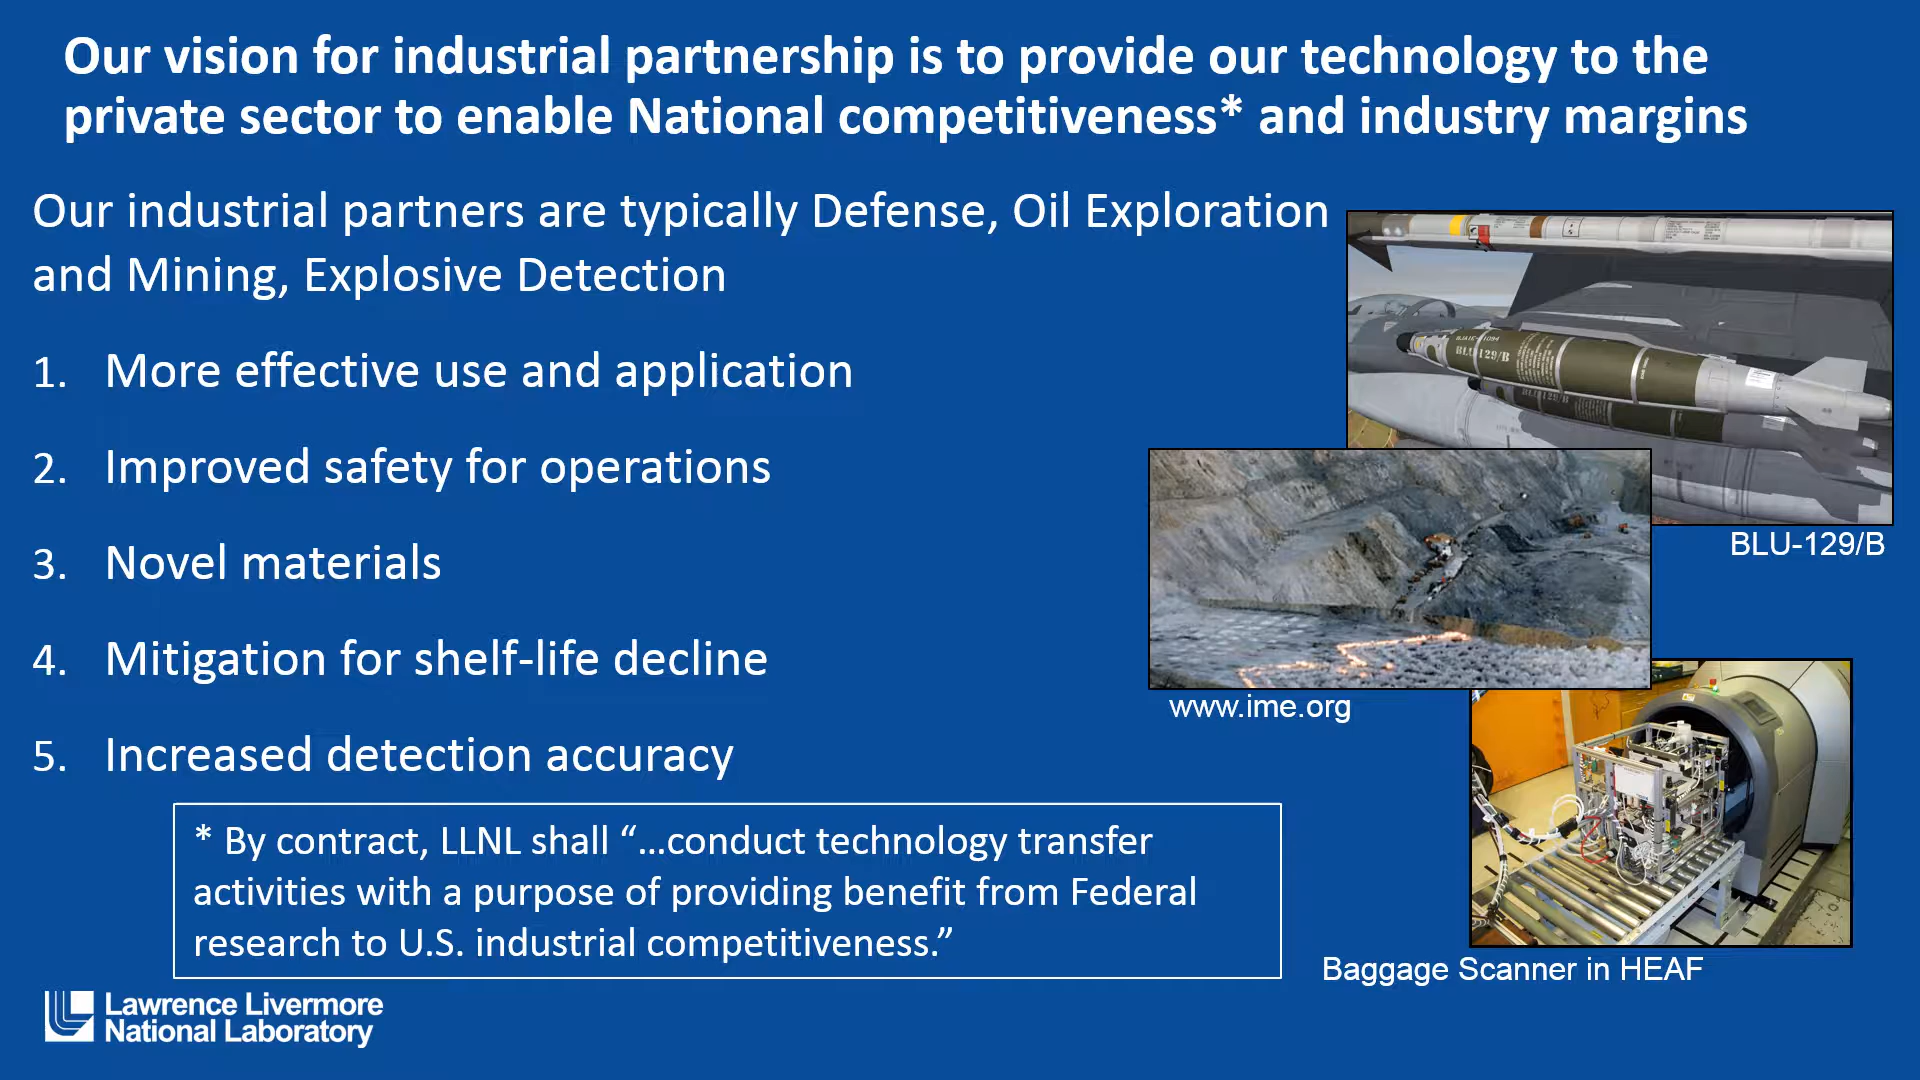 Our vision for industrial partnership is to provide our technology to the
private sector to enable National competitiveness* and industry margins
Our industrial partners are typically Defense, Oil Exploration
and Mining, Explosive Detection
1. More effective use and application
2. Improved safety for operations
3. Novel materials
4. Mitigation for shelf-life decline
5. Increased detection accuracy
BLU-129/B
BLU-129/B
www.ime.org
Baggage Scanner in HEAF
* By contract, LLNL shall “…conduct technology transfer
activities with a purpose of providing benefit from Federal
research to U.S. industrial competitiveness.”
Lawrence Livermore
National Laboratory